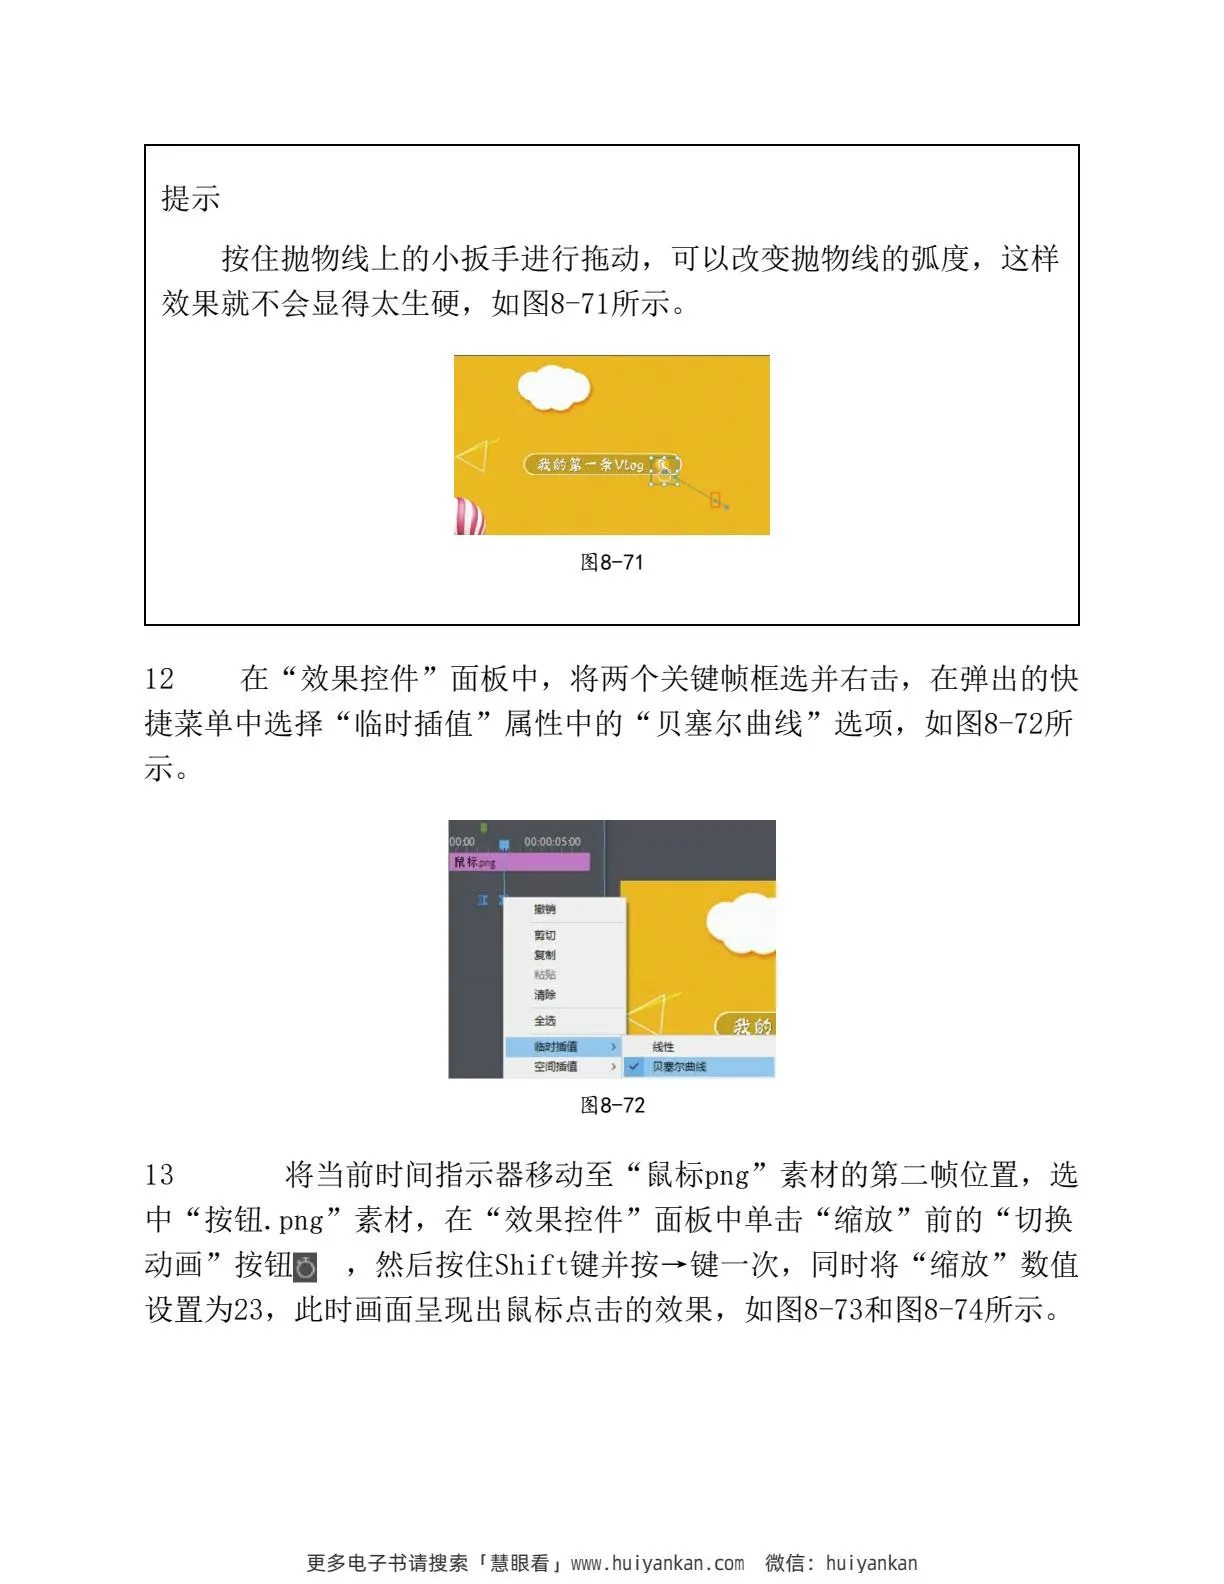 提示
按住抛物线上的小扳手进行拖动，可以改变抛物线的弧度，这样
效果就不会显得太生硬，如图8-71所示。
我的第一条Vlog
图8-71
12 在“效果控件”面板中，将两个关键帧框选并右击，在弹出的快
捷菜单中选择“临时插值”属性中的“贝塞尔曲线”选项，如图8-72所
示。
00:00 00:00:05:00
鼠标.png
撤销
剪切
复制
粘贴
清除
全选
我的
临时插值 线性
空间插值 贝塞尔曲线
图8-72
13 将当前时间指示器移动至“鼠标png”素材的第二帧位置，选
中“按钮.png”素材，在“效果控件”面板中单击“缩放”前的“切换
动画”按钮 ，然后按住Shift键并按→键一次，同时将“缩放”数值
设置为23，此时画面呈现出鼠标点击的效果，如图8-73和图8-74所示。
更多电子书请搜索「慧眼看」www.huiyankan.com 微信：huiyankan